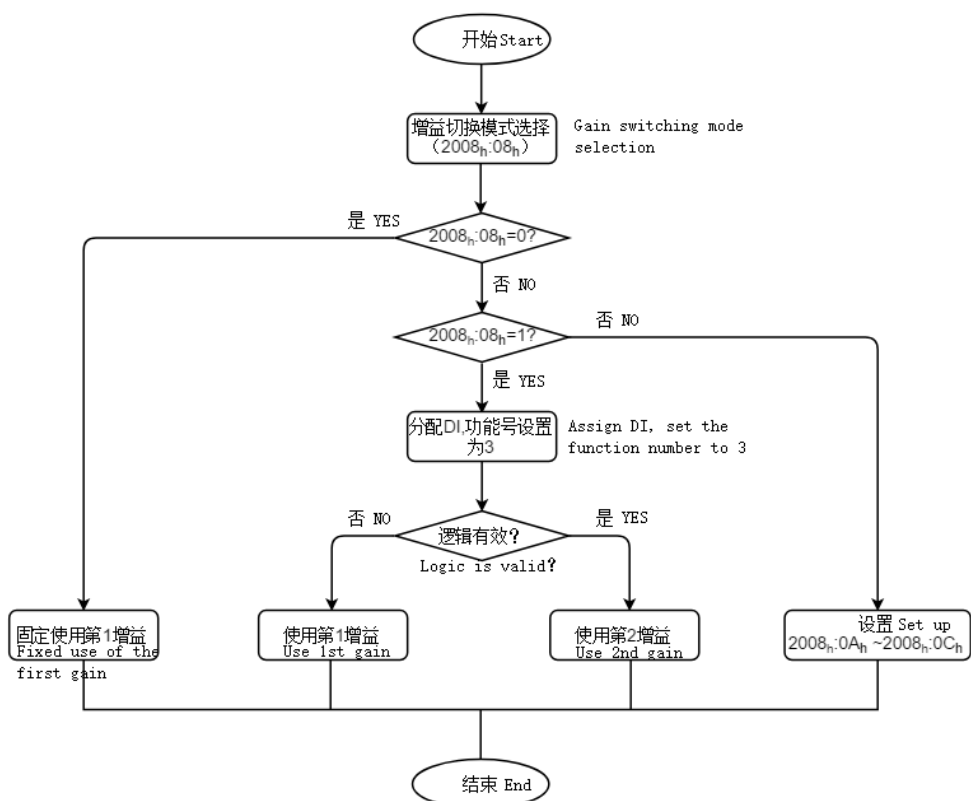 开始 Start
增益切换模式选择
（2008h:08h）
Gain switching mode
selection
是 YES
2008h:08h=0?
否 NO
2008h:08h=1?
否 NO
是 YES
分配DI,功能号设置
为3
Assign DI, set the
function number to 3
否 NO
逻辑有效?
是 YES
Logic is valid?
固定使用第1增益
Fixed use of the
first gain
使用第1增益
Use 1st gain
使用第2增益
Use 2nd gain
设置 Set up
2008h:0Ah ~2008h:0Ch
结束 End